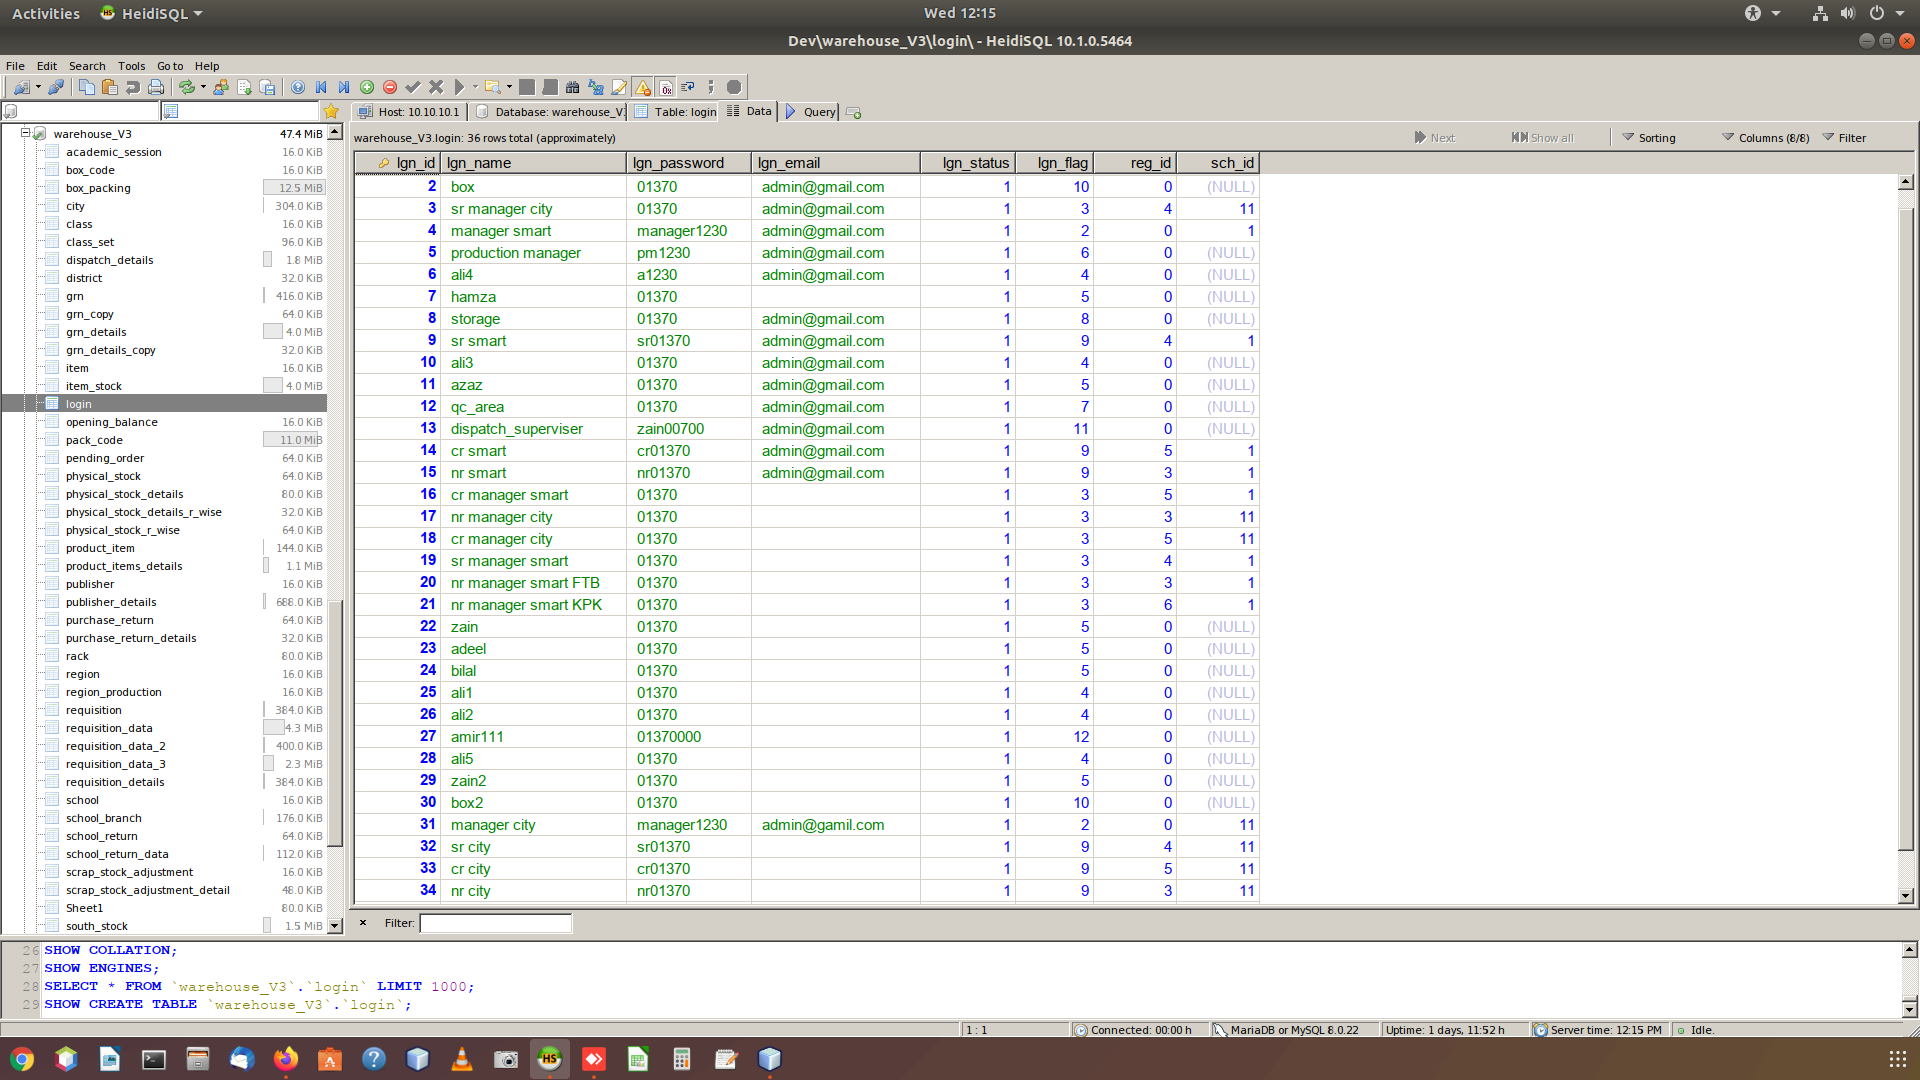 Activities HeidiSQL Wed 12:15
Dev\warehouse_V3\login\ - HeidiSQL 10.1.0.5464
File Edit Search Tools Go to Help
Host: 10.10.10.1 Database: warehouse_V: Table: login Data Query
warehouse_V3 47.4 MiB
academic_session 16.0 KiB
box_code 16.0 KiB
box_packing 12.5 MiB
city 304.0 KiB
class 16.0 KiB
class_set 96.0 KiB
dispatch_details 1.8 MiB
district 32.0 KiB
grn 416.0 KiB
grn_copy 64.0 KiB
grn_details 4.0 MiB
grn_details_copy 32.0 KiB
item 16.0 KiB
item_stock 4.0 MiB
login
opening_balance 16.0 KiB
pack_code 11.0 MiB
pending_order 64.0 KiB
physical_stock 64.0 KiB
physical_stock_details 80.0 KiB
physical_stock_details_r_wise 32.0 KiB
physical_stock_r_wise 64.0 KiB
product_item 144.0 KiB
product_items_details 1.1 MiB
publisher 16.0 KiB
publisher_details 688.0 KiB
purchase_return 64.0 KiB
purchase_return_details 32.0 KiB
rack 80.0 KiB
region 16.0 KiB
region_production 16.0 KiB
requisition 384.0 KiB
requisition_data 4.3 MiB
requisition_data_2 400.0 KiB
requisition_data_3 2.3 MiB
requisition_details 384.0 KiB
school 16.0 KiB
school_branch 176.0 KiB
school_return 64.0 KiB
school_return_data 112.0 KiB
scrap_stock_adjustment 16.0 KiB
scrap_stock_adjustment_detail 48.0 KiB
Sheet1 80.0 KiB
south_stock 1.5 MiB
warehouse_V3.login: 36 rows total (approximately) Next Show all Sorting Columns (8/8) Filter
lgn_id lgn_name lgn_password lgn_email lgn_status lgn_flag reg_id sch_id
2 box 01370 admin@gmail.com 1 10 0 (NULL)
3 sr manager city 01370 admin@gmail.com 1 3 4 11
4 manager smart manager1230 admin@gmail.com 1 2 0 1
5 production manager pm1230 admin@gmail.com 1 6 0 (NULL)
6 ali4 a1230 admin@gmail.com 1 4 0 (NULL)
7 hamza 01370 1 5 0 (NULL)
8 storage 01370 admin@gmail.com 1 8 0 (NULL)
9 sr smart sr01370 admin@gmail.com 1 9 4 1
10 ali3 01370 admin@gmail.com 1 4 0 (NULL)
11 azaz 01370 admin@gmail.com 1 5 0 (NULL)
12 qc_area 01370 admin@gmail.com 1 7 0 (NULL)
13 dispatch_superviser zain00700 admin@gmail.com 1 11 0 (NULL)
14 cr smart cr01370 admin@gmail.com 1 9 5 1
15 nr smart nr01370 admin@gmail.com 1 9 3 1
16 cr manager smart 01370 1 3 5 1
17 nr manager city 01370 1 3 3 11
18 cr manager city 01370 1 3 5 11
19 sr manager smart 01370 1 3 4 1
20 nr manager smart FTB 01370 1 3 3 1
21 nr manager smart KPK 01370 1 3 6 1
22 zain 01370 1 5 0 (NULL)
23 adeel 01370 1 5 0 (NULL)
24 bilal 01370 1 5 0 (NULL)
25 ali1 01370 1 4 0 (NULL)
26 ali2 01370 1 4 0 (NULL)
27 amir111 01370000 1 12 0 (NULL)
28 ali5 01370 1 4 0 (NULL)
29 zain2 01370 1 5 0 (NULL)
30 box2 01370 1 10 0 (NULL)
31 manager city manager1230 admin@gamil.com 1 2 0 11
32 sr city sr01370 1 9 4 11
33 cr city cr01370 1 9 5 11
34 nr city nr01370 1 9 3 11
× Filter:
26 SHOW COLLATION;
27 SHOW ENGINES;
28 SELECT * FROM `warehouse_V3`.`login` LIMIT 1000;
29 SHOW CREATE TABLE `warehouse_V3`.`login`;
1 : 1 Connected: 00:00 h MariaDB or MySQL 8.0.22 Uptime: 1 days, 11:52 h Server time: 12:15 PM Idle.